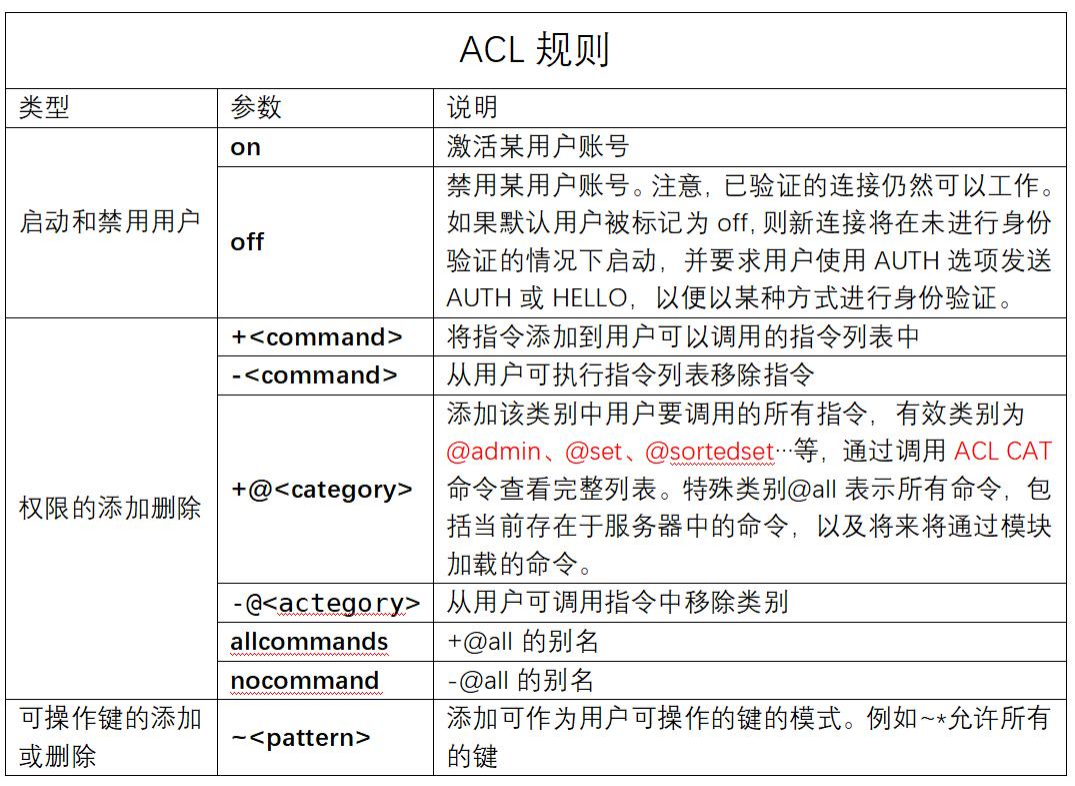 ACL 规则
类型 参数 说明
启动和禁用用户
on 激活某用户账号
off
禁用某用户账号。注意，已验证的连接仍然可以工作。
如果默认用户被标记为 off, 则新连接将在未进行身份
验证的情况下启动，并要求用户使用 AUTH 选项发送
AUTH 或 HELLO，以便以某种方式进行身份验证。
权限的添加删除
+<command> 将指令添加到用户可以调用的指令列表中
-<command> 从用户可执行指令列表移除指令
+@<category>
添加该类别中用户要调用的所有指令，有效类别为
@admin、@set、@sortedset…等，通过调用 ACL CAT
命令查看完整列表。特殊类别@all 表示所有命令，包
括当前存在于服务器中的命令，以及将来将通过模块
加载的命令。
-@<actegory> 从用户可调用指令中移除类别
allcommands +@all 的别名
nocommand -@all 的别名
可操作键的添加
或删除
~<pattern>
添加可作为用户可操作的键的模式。例如~*允许所有
的键